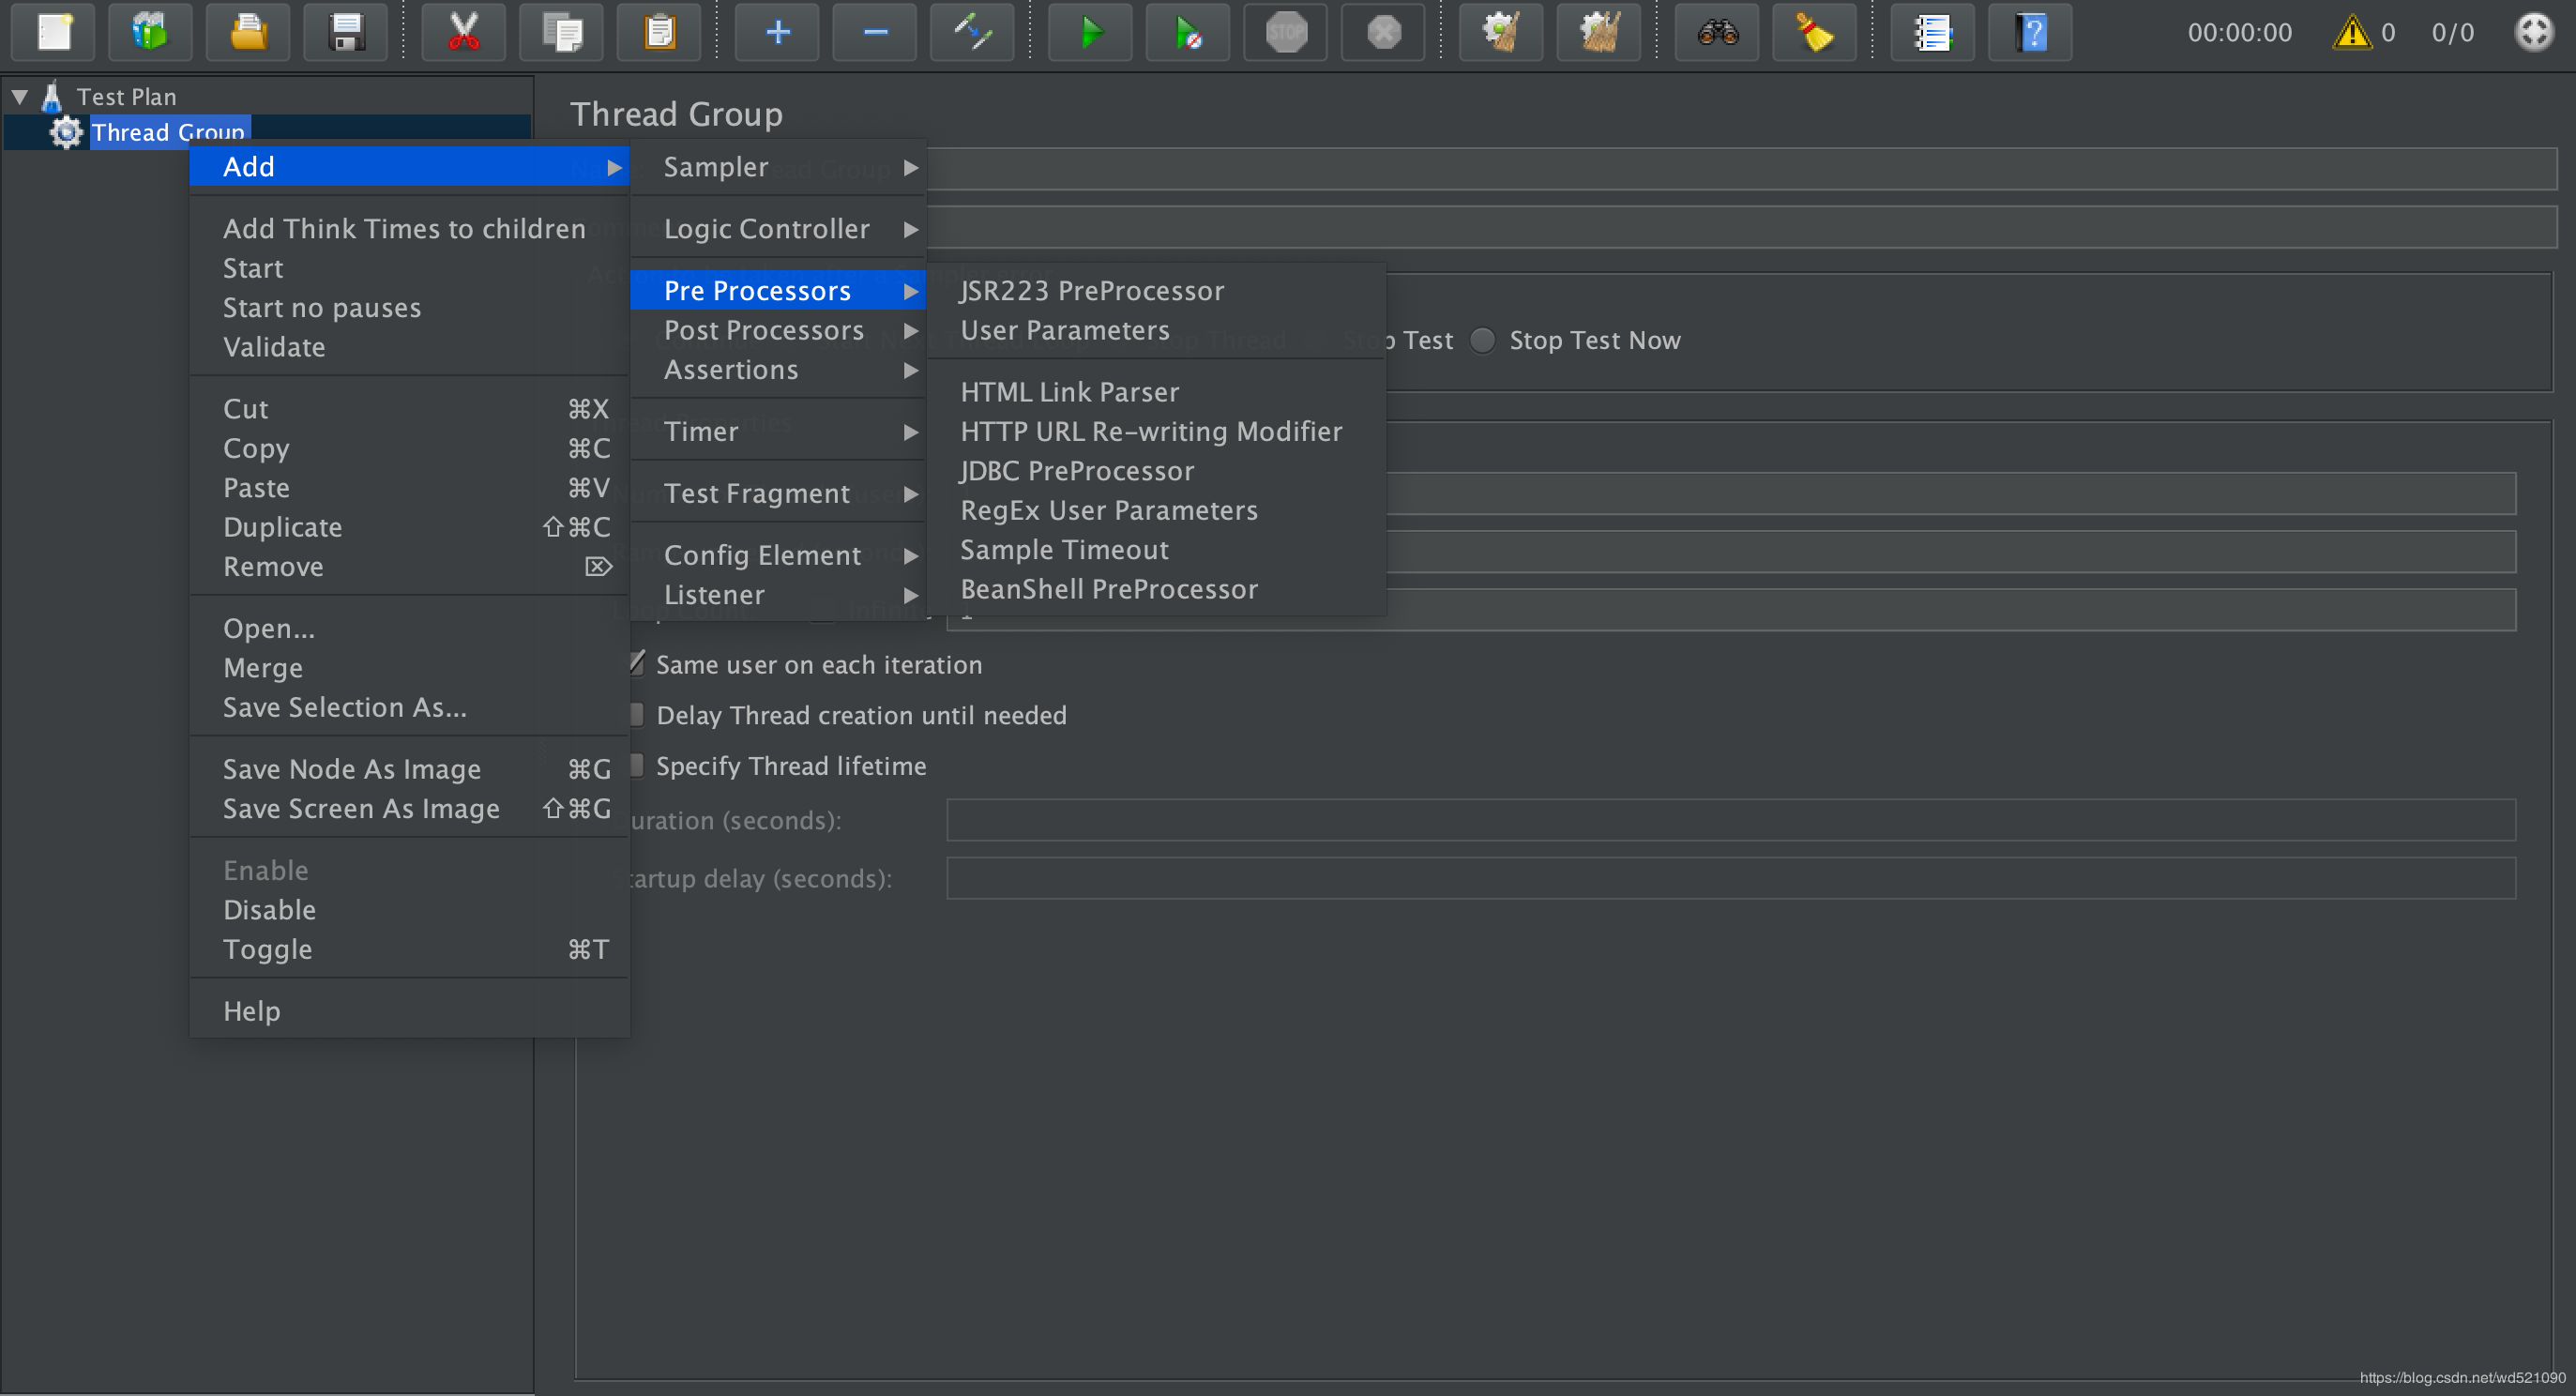 STOP
00:00:00
0
0/0
Test Plan
Thread Group
Thread Group
Add
Add Think Times to children
Start
Start no pauses
Validate
Cut ⌘X
Copy ⌘C
Paste ⌘V
Duplicate ⇧⌘C
Remove ⌦
Open...
Merge
Save Selection As...
Save Node As Image ⌘G
Save Screen As Image ⇧⌘G
Enable
Disable
Toggle ⌘T
Help
Sampler
Logic Controller
Pre Processors
Post Processors
Assertions
Timer
Test Fragment
Config Element
Listener
JSR223 PreProcessor
User Parameters
HTML Link Parser
HTTP URL Re-writing Modifier
JDBC PreProcessor
RegEx User Parameters
Sample Timeout
BeanShell PreProcessor
Stop Test
Stop Test Now
1
Same user on each iteration
Delay Thread creation until needed
Specify Thread lifetime
uration (seconds):
tartup delay (seconds):
https://blog.csdn.net/wd521090